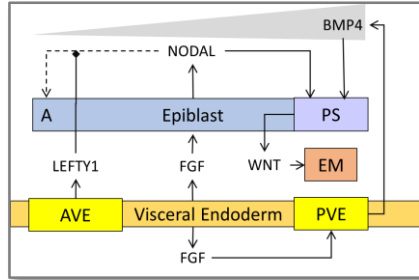 BMP4
NODAL
A
Epiblast
PS
LEFTY1
FGF
WNT
EM
AVE
Visceral Endoderm
PVE
FGF